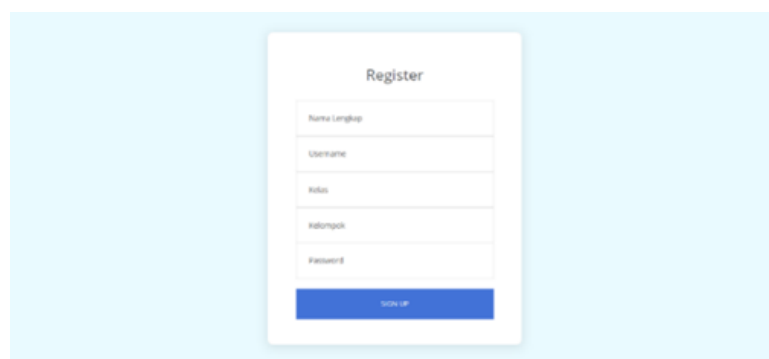 Register
Nama Lengkap
Username
Kelas
Kelompok
Password
SIGN UP